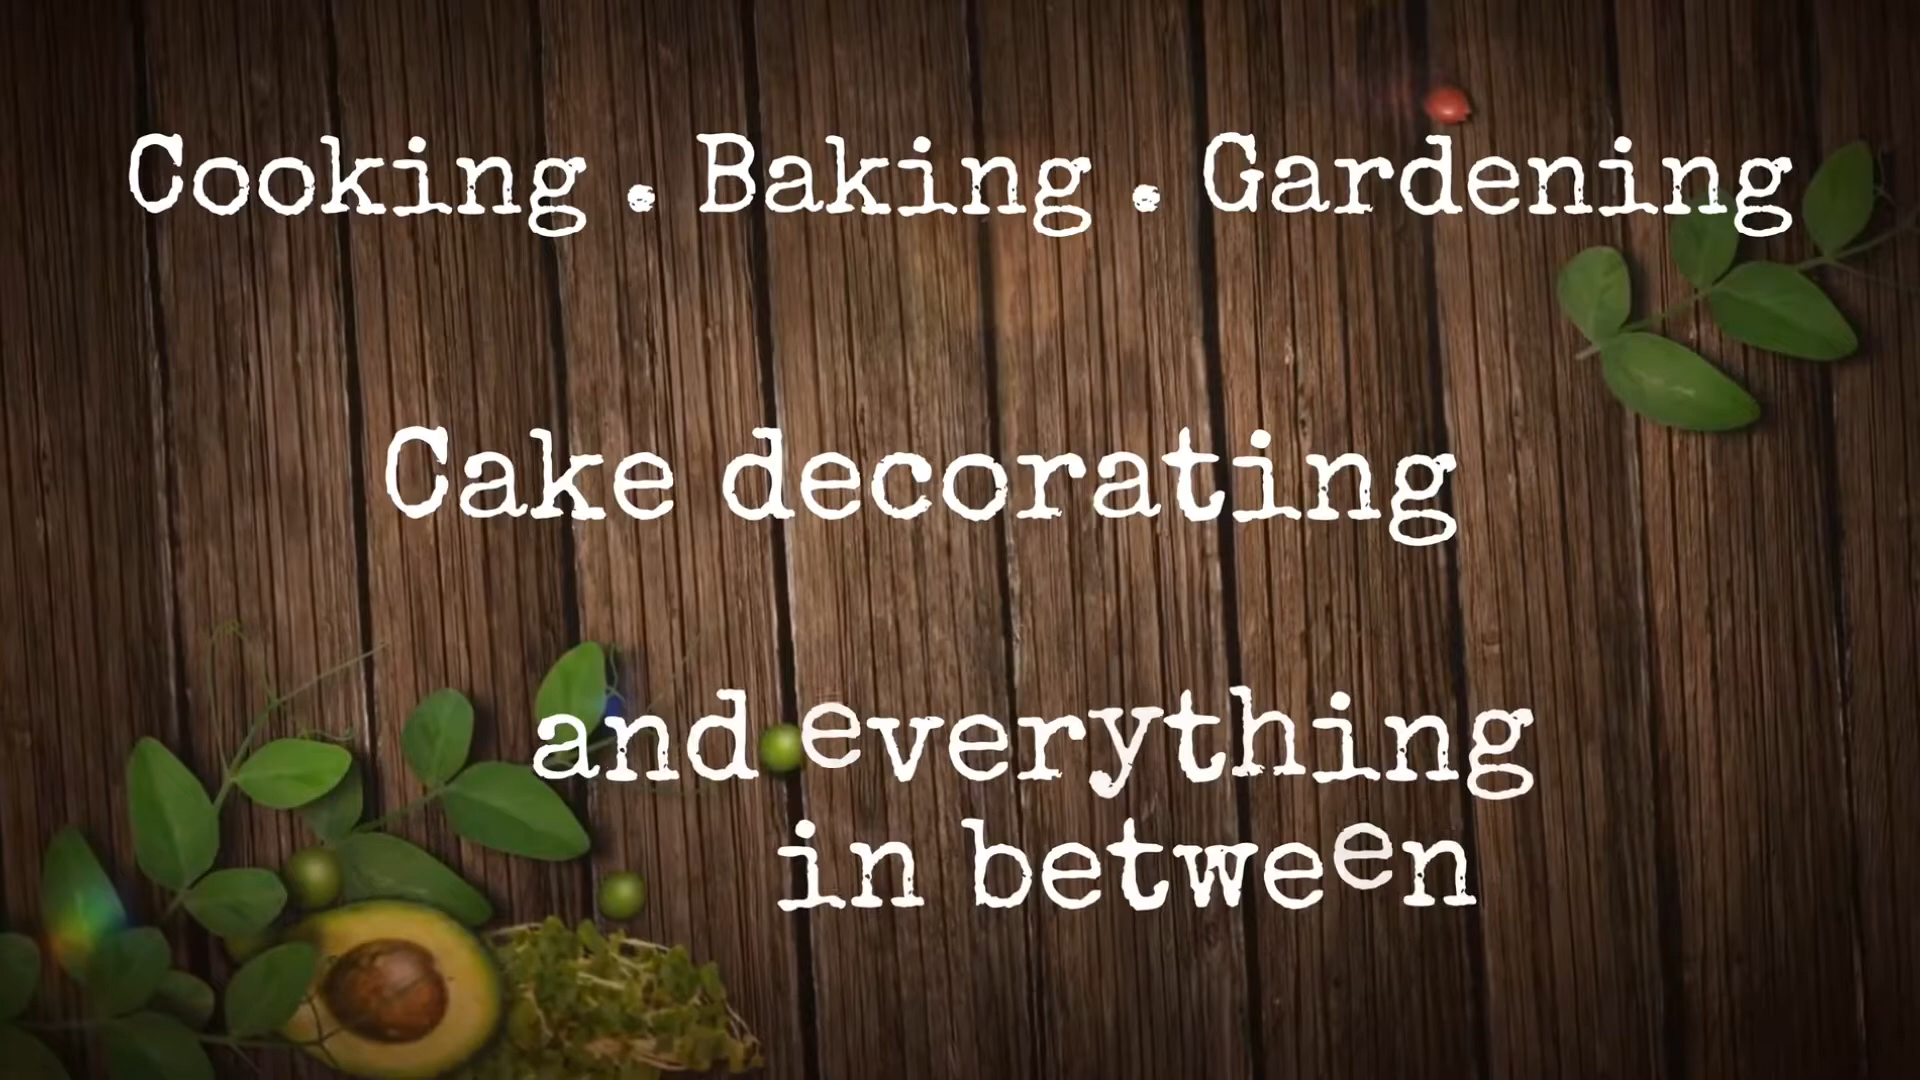 Cooking . Baking . Gardening
Cake decorating
and everything
in between